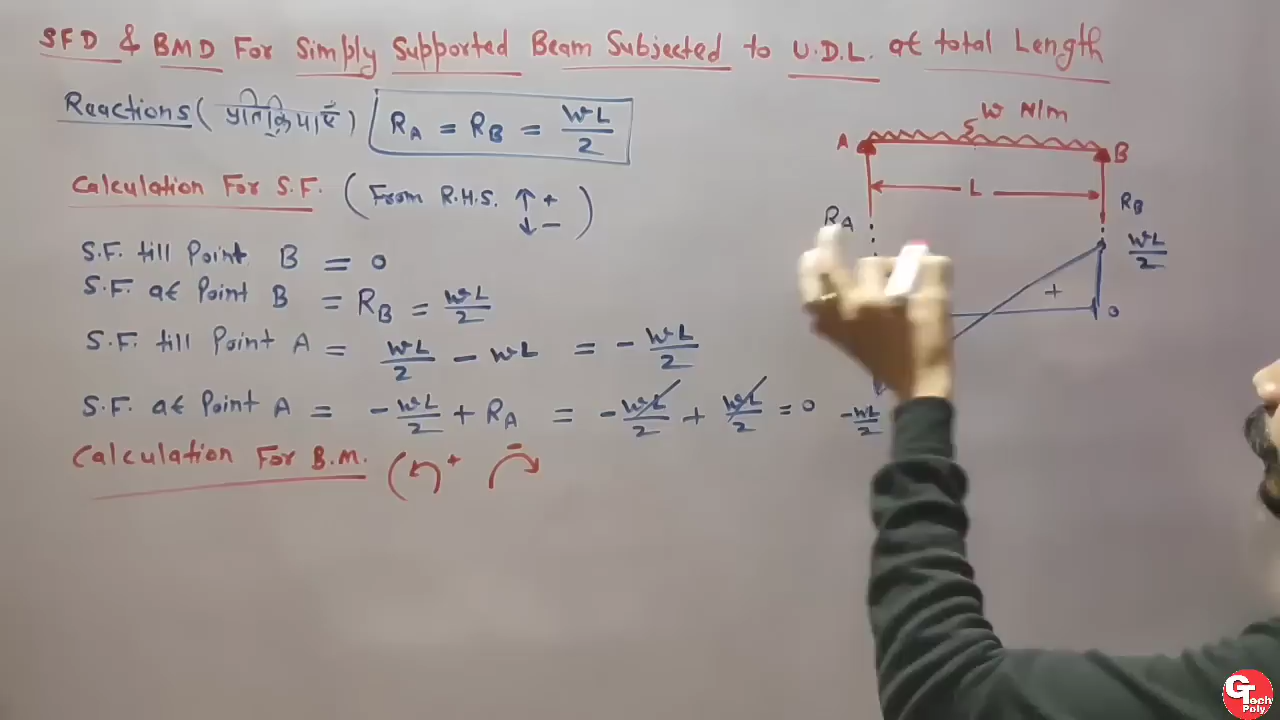 SFD & BMD For Simply Supported Beam Subjected to U.D.L. at total Length
Reactions (प्रतिक्रियाएँ) RA = RB = WL/2
Calculation For S.F. (From R.H.S. ↑ + ↓ −)
S.F. till Point B = 0
S.F. at Point B = RB = WL/2
S.F. till Point A = WL/2 − WL = − WL/2
S.F. at Point A = − WL/2 + RA = − WL/2 + WL/2 = 0
Calculation For B.M. ( + −
W N/m
A B
L
RA RB
WL/2
+ 0
−WL/2
GTech Poly